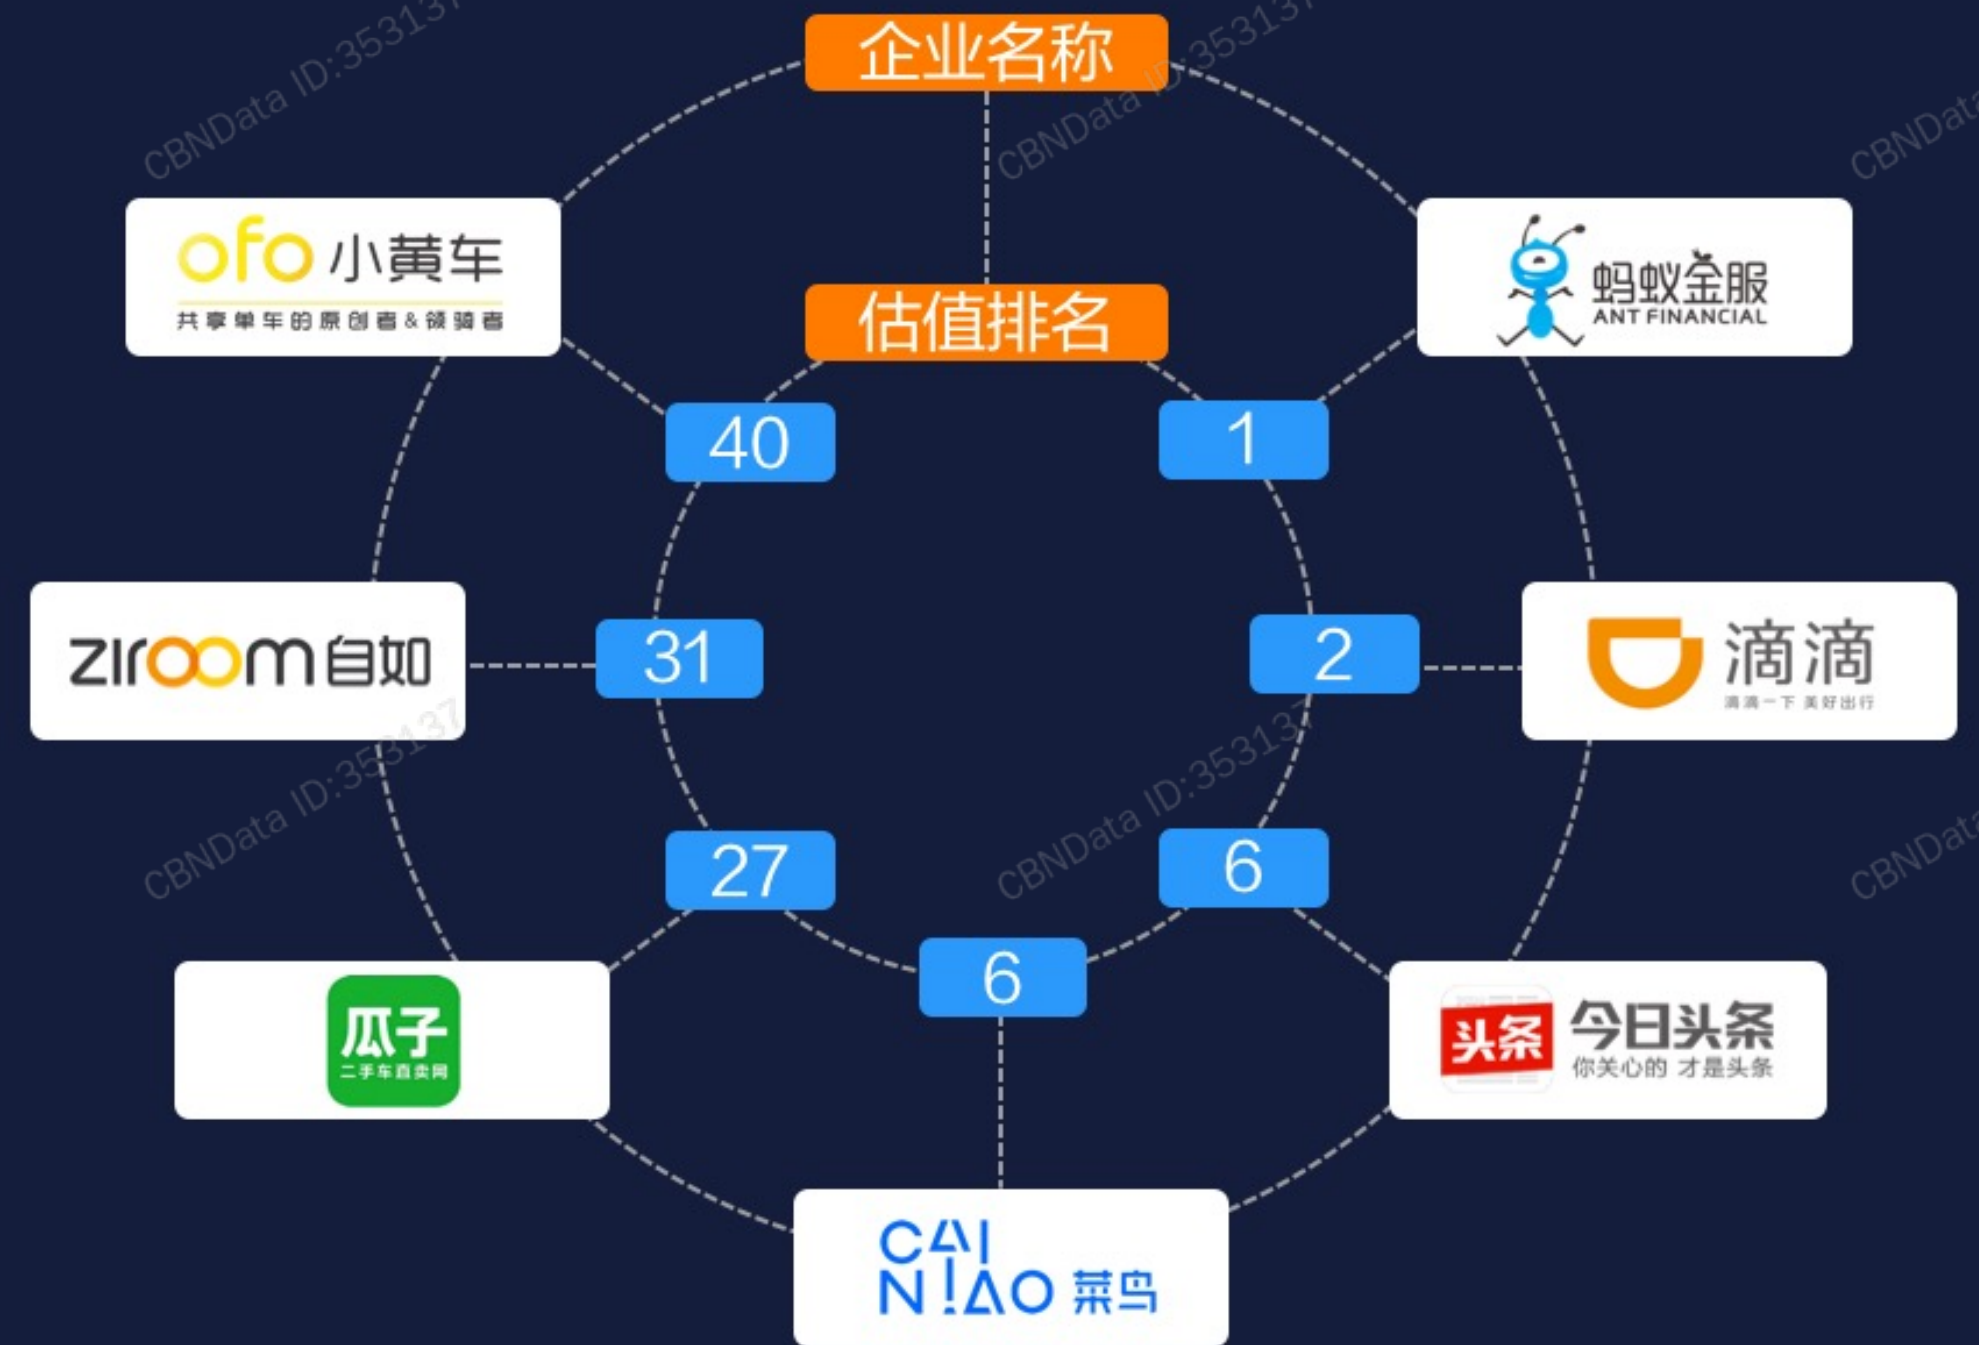 企业名称
ofo 小黄车
共享单车的原创者&领骑者
蚂蚁金服
ANT FINANCIAL
估值排名
40
1
ziroom 自如
31
2
滴滴
滴滴一下 美好出行
27
6
瓜子
二手车直卖网
6
头条 今日头条
你关心的 才是头条
CAI
NIAO 菜鸟
CBNData ID:353137
CBNData ID:353137
CBNData
CBNData ID:353137
CBNData ID:353137
CBNData